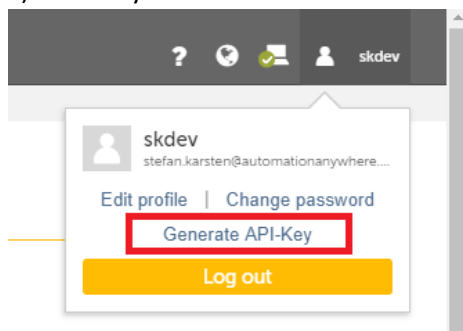 ? skdev
skdev
stefan.karsten@automationanywhere....
Edit profile | Change password
Generate API-Key
Log out